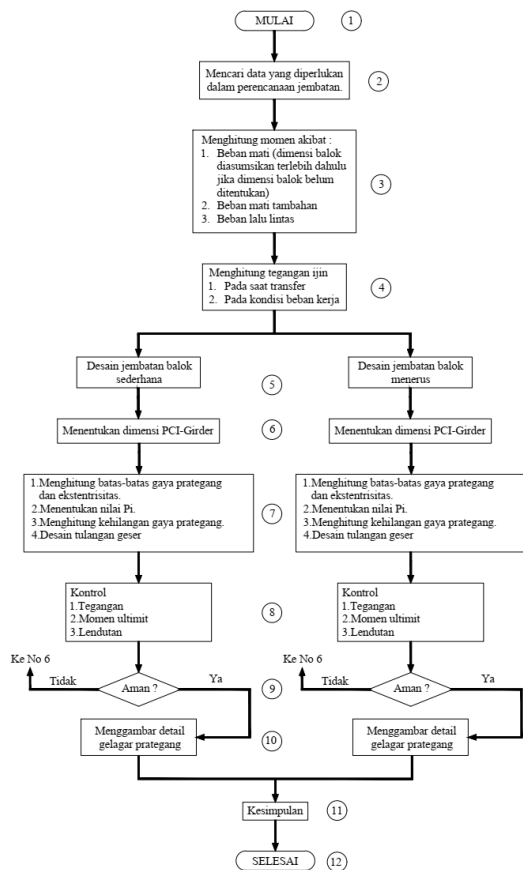 MULAI
1
Mencari data yang diperlukan
dalam perencanaan jembatan.
2
Menghitung momen akibat :
1. Beban mati (dimensi balok
diasumsikan terlebih dahulu
jika dimensi balok belum
ditentukan)
2. Beban mati tambahan
3. Beban lalu lintas
3
Menghitung tegangan ijin
1. Pada saat transfer
2. Pada kondisi beban kerja
4
Desain jembatan balok
sederhana
5
Desain jembatan balok
menerus
Menentukan dimensi PCI-Girder
6
Menentukan dimensi PCI-Girder
1.Menghitung batas-batas gaya prategang
dan ekstentrisitas.
2.Menentukan nilai Pi.
3.Menghitung kehilangan gaya prategang.
4.Desain tulangan geser
7
1.Menghitung batas-batas gaya prategang
dan ekstentrisitas.
2.Menentukan nilai Pi.
3.Menghitung kehilangan gaya prategang.
4.Desain tulangan geser
Kontrol
1.Tegangan
2.Momen ultimit
3.Lendutan
8
Kontrol
1.Tegangan
2.Momen ultimit
3.Lendutan
Ke No 6
Tidak
Aman ?
Ya
9
Ke No 6
Tidak
Aman ?
Ya
Menggambar detail
gelagar prategang
10
Menggambar detail
gelagar prategang
Kesimpulan
11
SELESAI
12